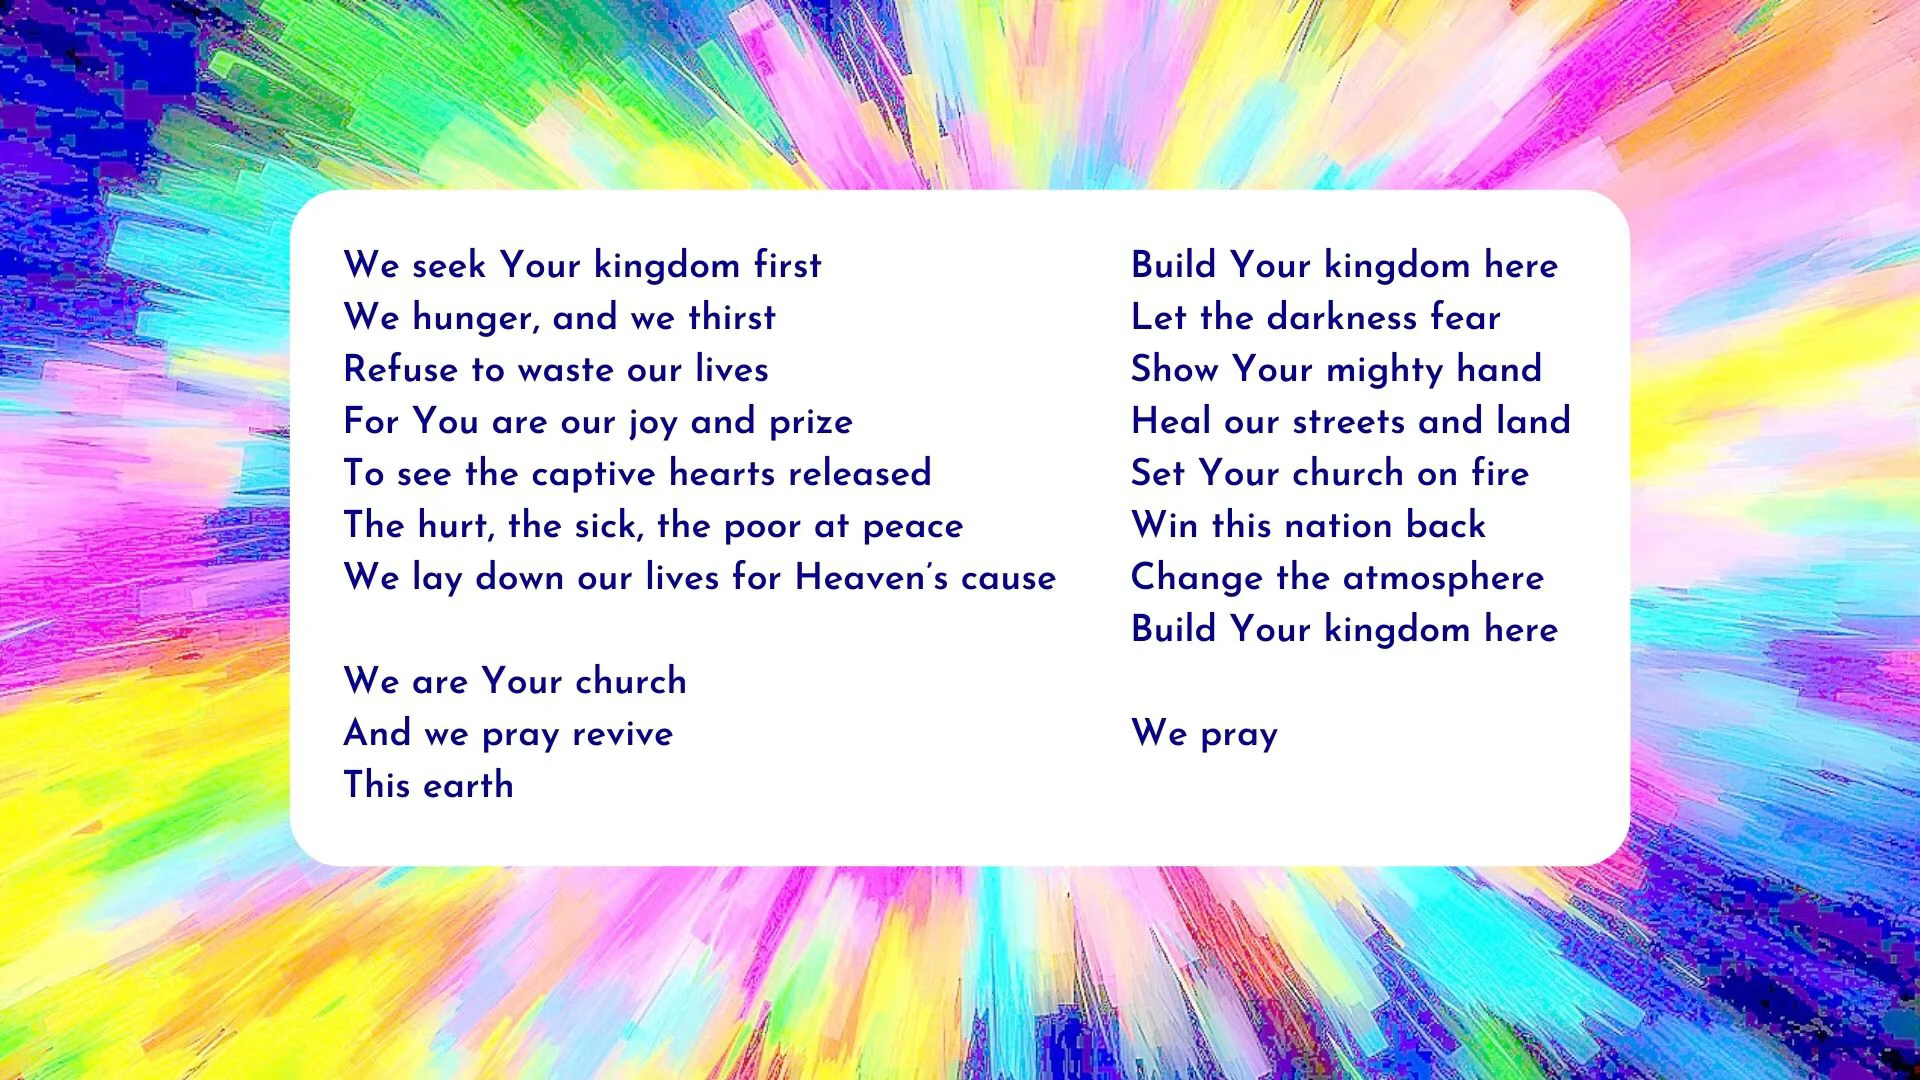 We seek Your kingdom first
We hunger, and we thirst
Refuse to waste our lives
For You are our joy and prize
To see the captive hearts released
The hurt, the sick, the poor at peace
We lay down our lives for Heaven’s cause
We are Your church
And we pray revive
This earth
Build Your kingdom here
Let the darkness fear
Show Your mighty hand
Heal our streets and land
Set Your church on fire
Win this nation back
Change the atmosphere
Build Your kingdom here
We pray